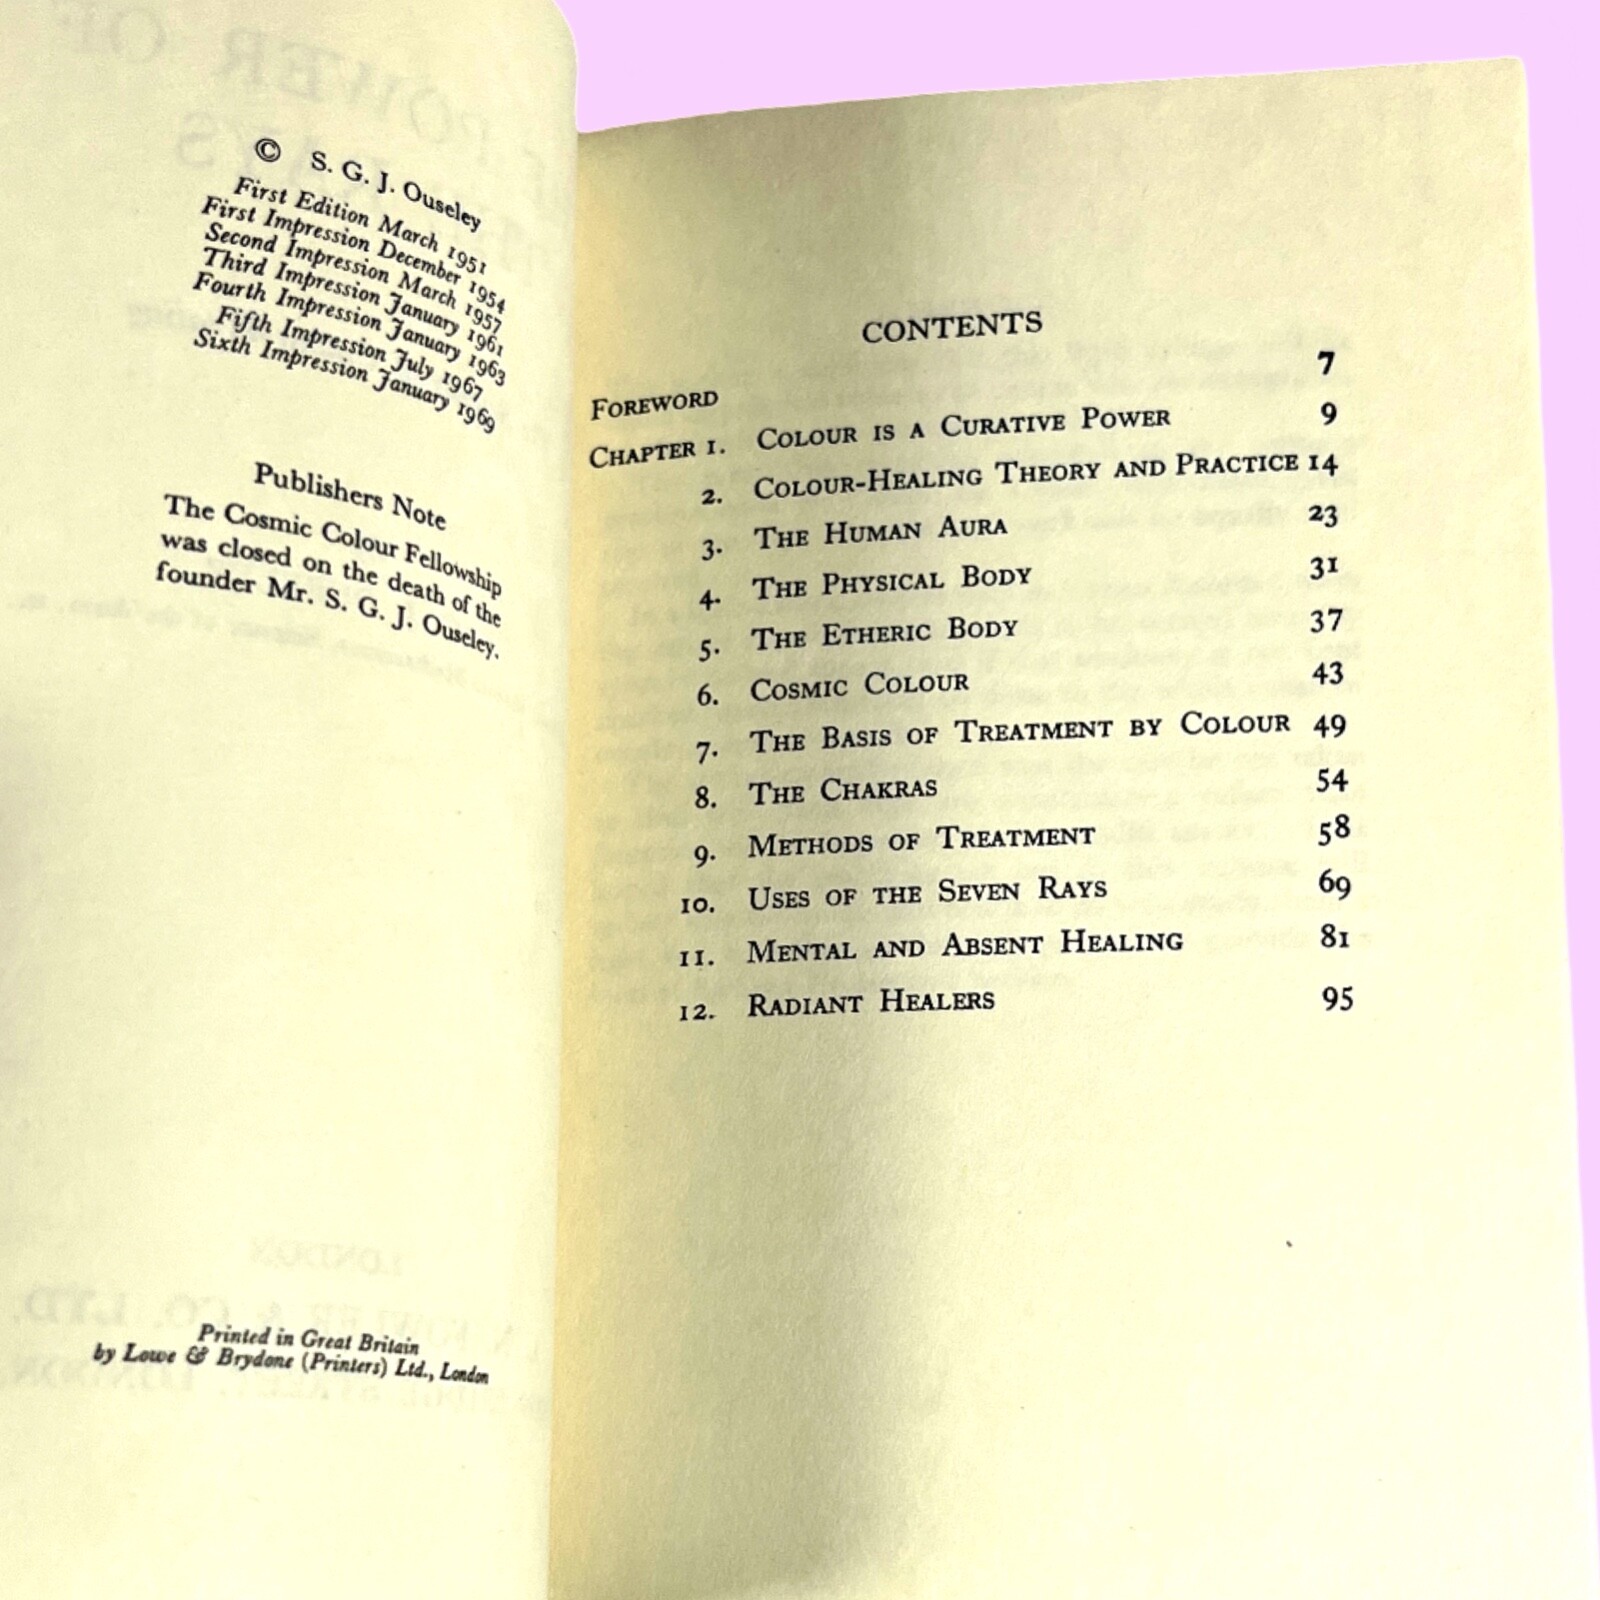 © S. G. J. Ouseley
First Edition March 1951
First Impression December 1954
Second Impression March 1957
Third Impression January 1961
Fourth Impression January 1963
Fifth Impression July 1967
Sixth Impression January 1969
Publishers Note
The Cosmic Colour Fellowship
was closed on the death of the
founder Mr. S. G. J. Ouseley.
Printed in Great Britain
by Lowe & Brydone (Printers) Ltd., London
CONTENTS
FOREWORD 7
CHAPTER 1. COLOUR IS A CURATIVE POWER 9
2. COLOUR-HEALING THEORY AND PRACTICE 14
3. THE HUMAN AURA 23
4. THE PHYSICAL BODY 31
5. THE ETHERIC BODY 37
6. COSMIC COLOUR 43
7. THE BASIS OF TREATMENT BY COLOUR 49
8. THE CHAKRAS 54
9. METHODS OF TREATMENT 58
10. USES OF THE SEVEN RAYS 69
11. MENTAL AND ABSENT HEALING 81
12. RADIANT HEALERS 95